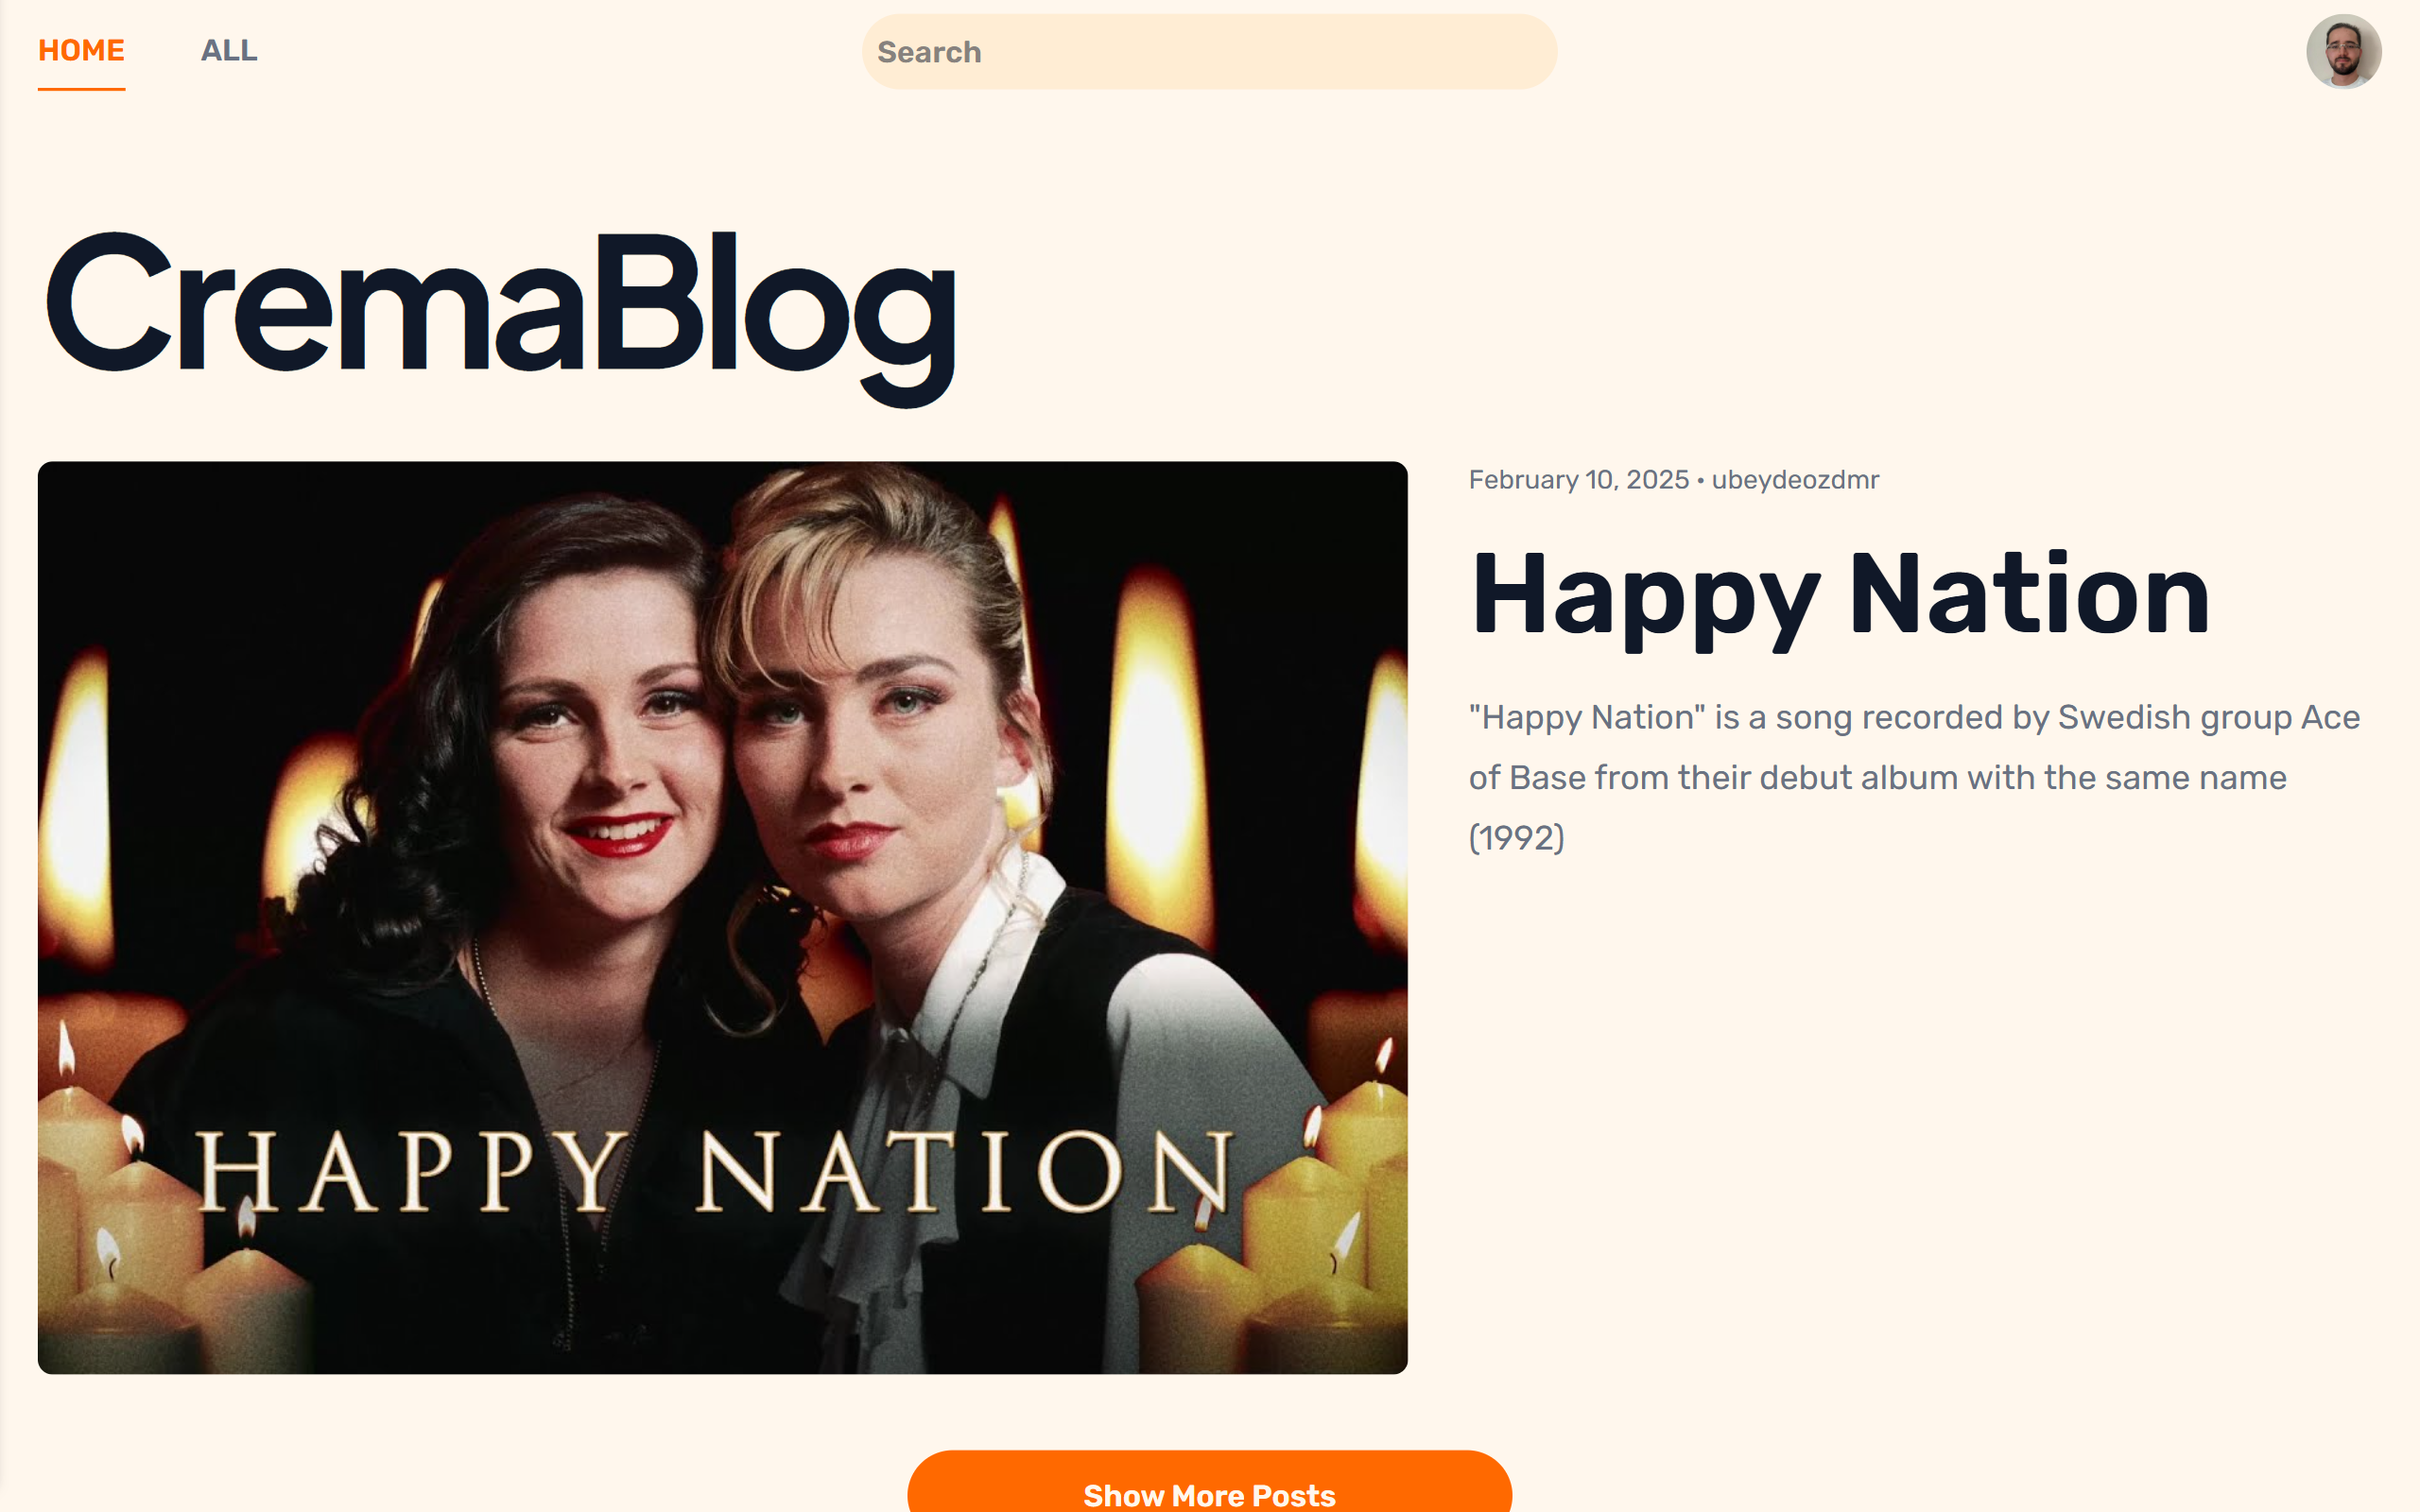 HOME
ALL
Search
CremaBlog
February 10, 2025 • ubeydeozdmr
Happy Nation
"Happy Nation" is a song recorded by Swedish group Ace
of Base from their debut album with the same name
(1992)
HAPPY NATION
Show More Posts